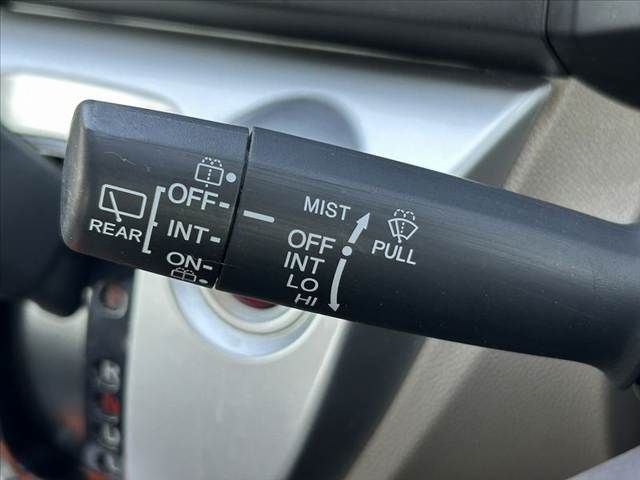 REAR
OFF
INT
ON
MIST
OFF
INT
LO
HI
PULL